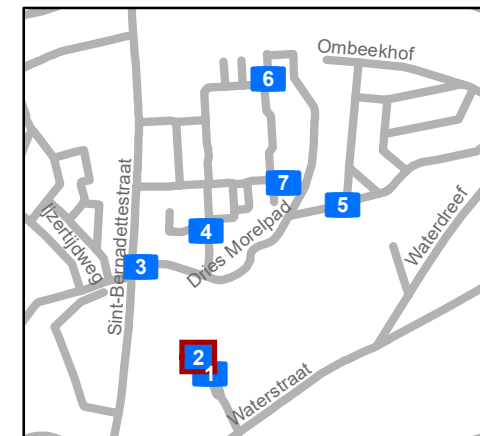 Ombeekhof
6
7
5
Waterdreef
IJzertijdweg
Sint-Bernadettestraat
4
Dries Morelpad
3
2
1
Waterstraat